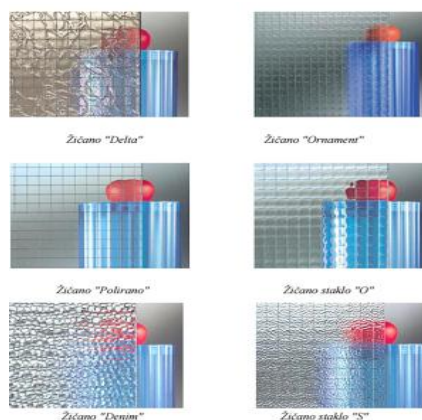 Žičano "Delta"
Žičano "Ornament"
Žičano "Polirano"
Žičano staklo "O"
Žičano "Denim"
Žičano staklo "S"